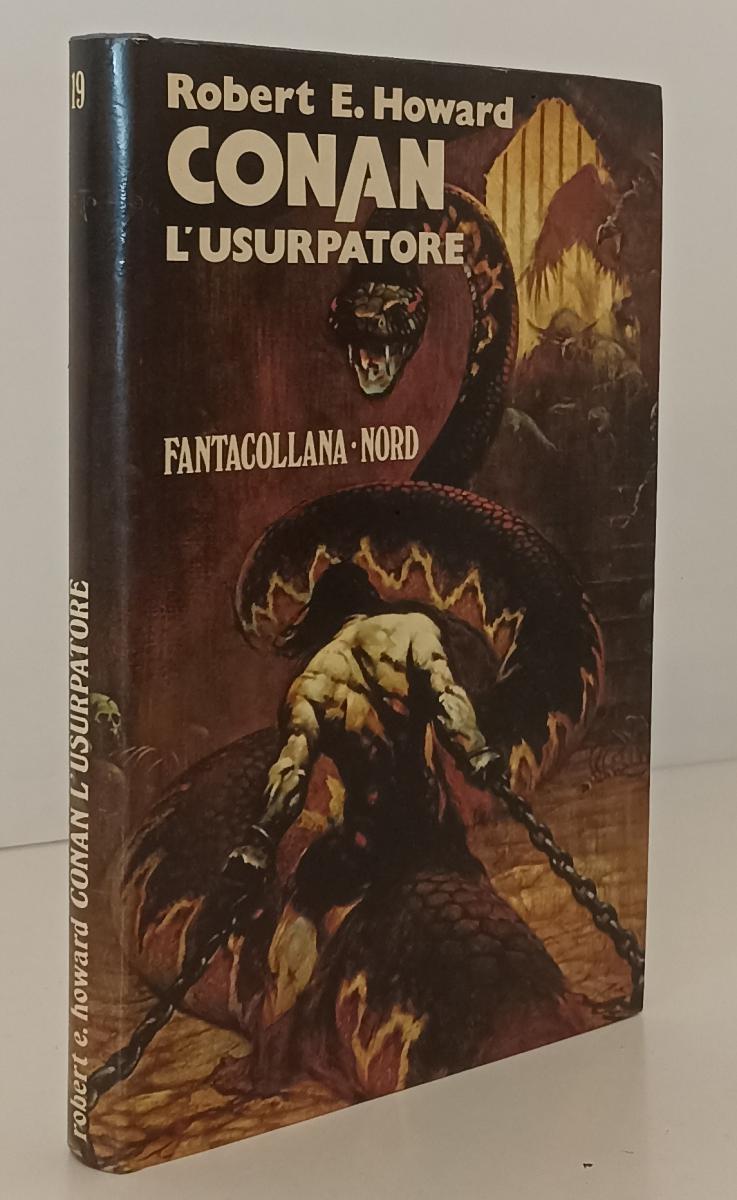 Robert E. Howard
CONAN
L'USURPATORE
FANTACOLLANA·NORD
19
robert e. howard CONAN L'USURPATORE